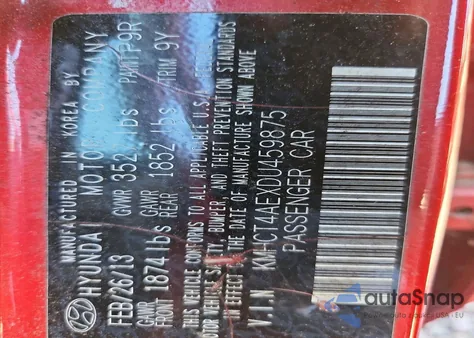 MANUFACTURED IN KOREA BY
HYUNDAI MOTOR COMPANY
FEB/26/13 GVWR 352 lbs PAINT P9R
GAWR FRONT 1874 lbs GAWR REAR 1852 lbs TRIM 9Y
THIS VEHICLE CONFORMS TO ALL APPLICABLE U.S.
MOTOR VEHICLE SAFETY, BUMPER, AND THEFT PREVENTION STANDARDS
IN EFFECT ON THE DATE OF MANUFACTURE SHOWN ABOVE
V.I.N KMHCT4AEXDU459875
PASSENGER CAR
autoSnap